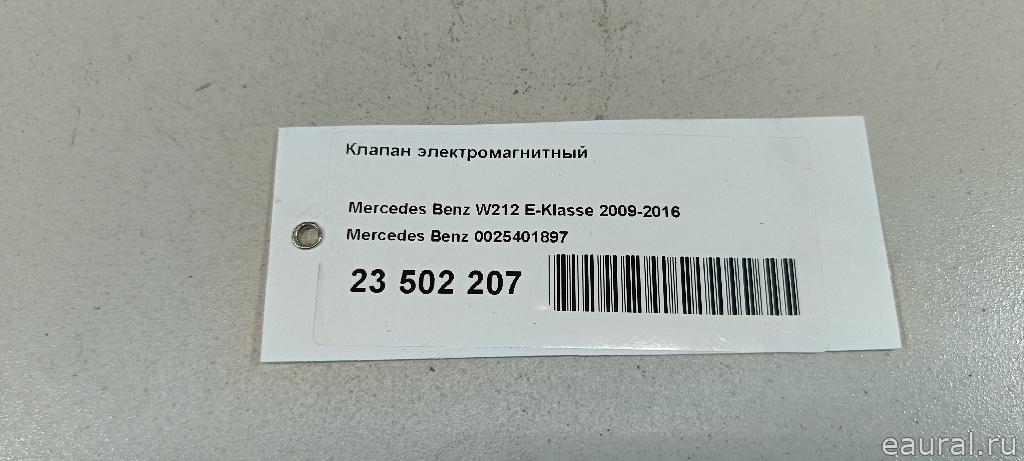 Клапан электромагнитный
Mercedes Benz W212 E-Klasse 2009-2016
Mercedes Benz 0025401897
23 502 207
eaural.ru